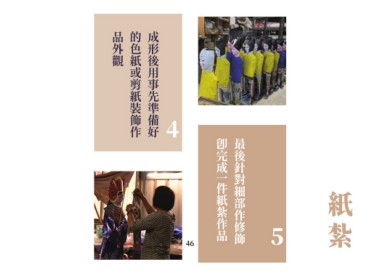 成形後用事先準備好
的色紙或剪紙裝飾作
品外觀
4
最後針對細部作修飾
卽完成一件紙紮作品
5
紙紮
46